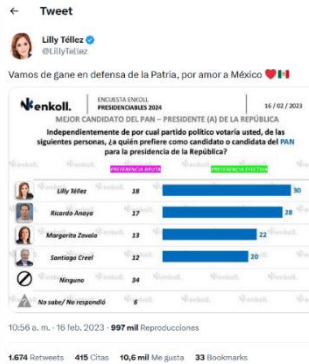 Tweet
Lilly Téllez
@LillyTellez
Vamos de gane en defensa de la Patria, por amor a México
enkoll.
ENCUESTA ENKOLL
PRESIDENCIABLES 2024
16 / 02 / 2023
MEJOR CANDIDATO DEL PAN – PRESIDENTE (A) DE LA REPÚBLICA
Independientemente de por cual partido político votaría usted, de las
siguientes personas, ¿a quién prefiere como candidato o candidata del PAN
para la presidencia de la República?
PREFERENCIA BRUTA PREFERENCIA EFECTIVA
Lilly Téllez 18 30
Ricardo Anaya 17 28
Margarita Zavala 13 22
Santiago Creel 12 20
Ninguno 34
No sabe/ No respondió 6
10:56 a. m. · 16 feb. 2023 · 997 mil Reproducciones
1.674 Retweets 415 Citas 10,6 mil Me gusta 33 Bookmarks